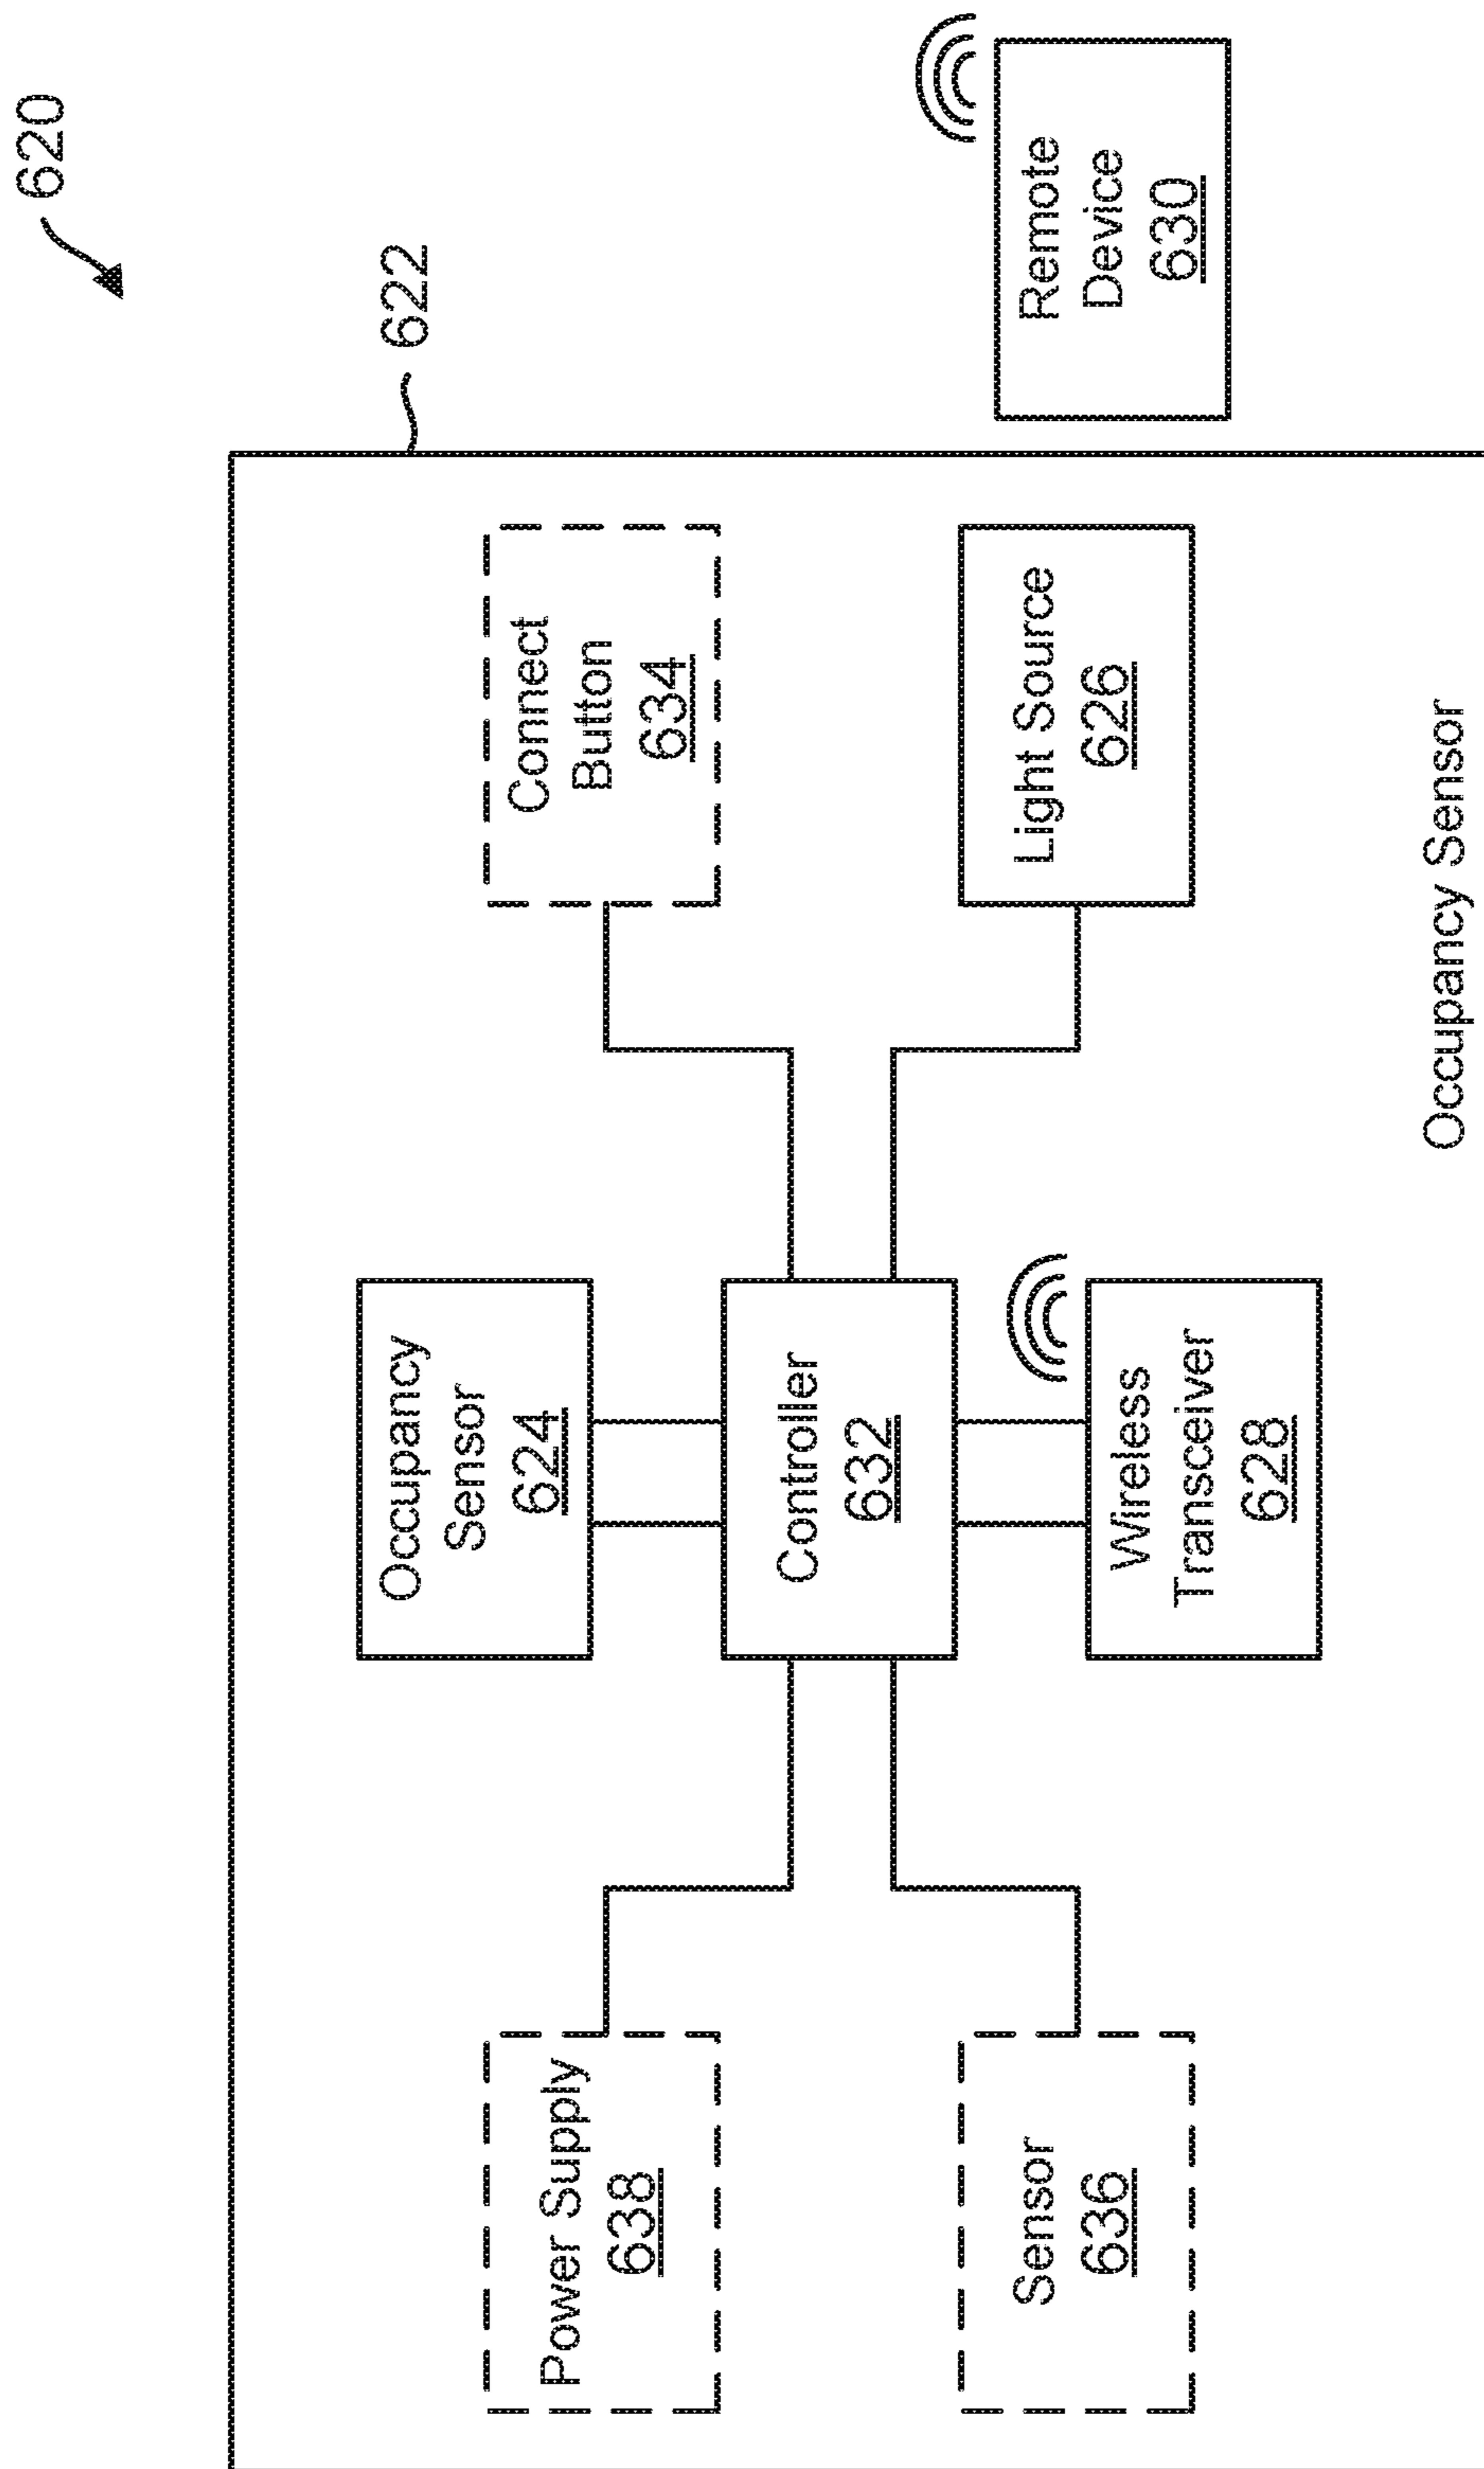 620
622
Power Supply
638
Occupancy
Sensor
624
Connect
Button
634
Controller
632
Sensor
636
Wireless
Transceiver
628
Light Source
626
Remote
Device
630
Occupancy Sensor